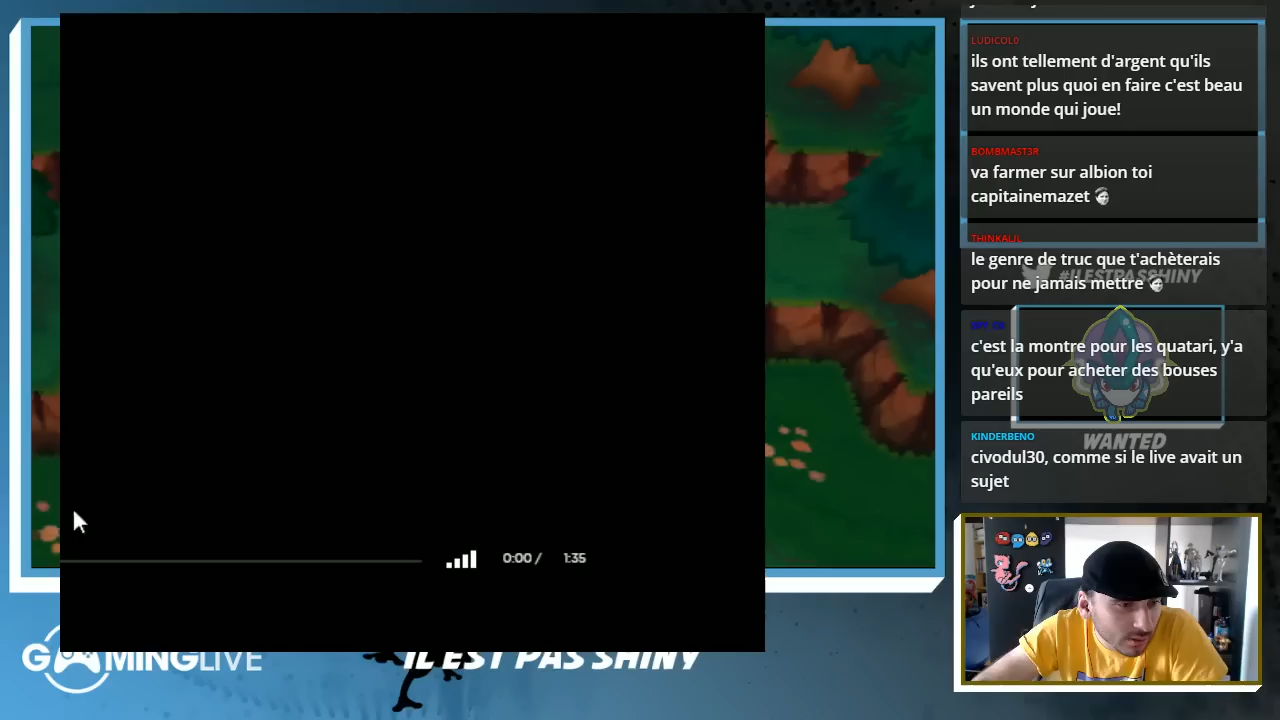 LUDICOL0
ils ont tellement d'argent qu'ils
savent plus quoi en faire c'est beau
un monde qui joue!
BOMBMAST3R
va farmer sur albion toi
capitainemazet
THINKALIL
le genre de truc que t'achèterais
pour ne jamais mettre
#ILESTPASSHINY
c'est la montre pour les quatari, y'a
qu'eux pour acheter des bouses
pareils
WANTED
KINDERBENO
civodul30, comme si le live avait un
sujet
0:00 / 1:35
GAMINGLIVE
IL EST PAS SHINY